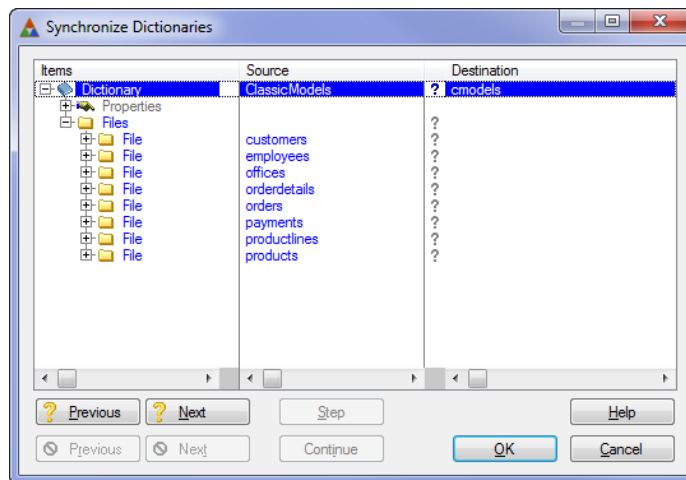 Synchronize Dictionaries
Items Source Destination
Dictionary ClassicModels ? cmodels
Properties
Files ?
File customers ?
File employees ?
File offices ?
File orderdetails ?
File orders ?
File payments ?
File productlines ?
File products ?
? Previous ? Next Step Help
Previous Next Continue OK Cancel